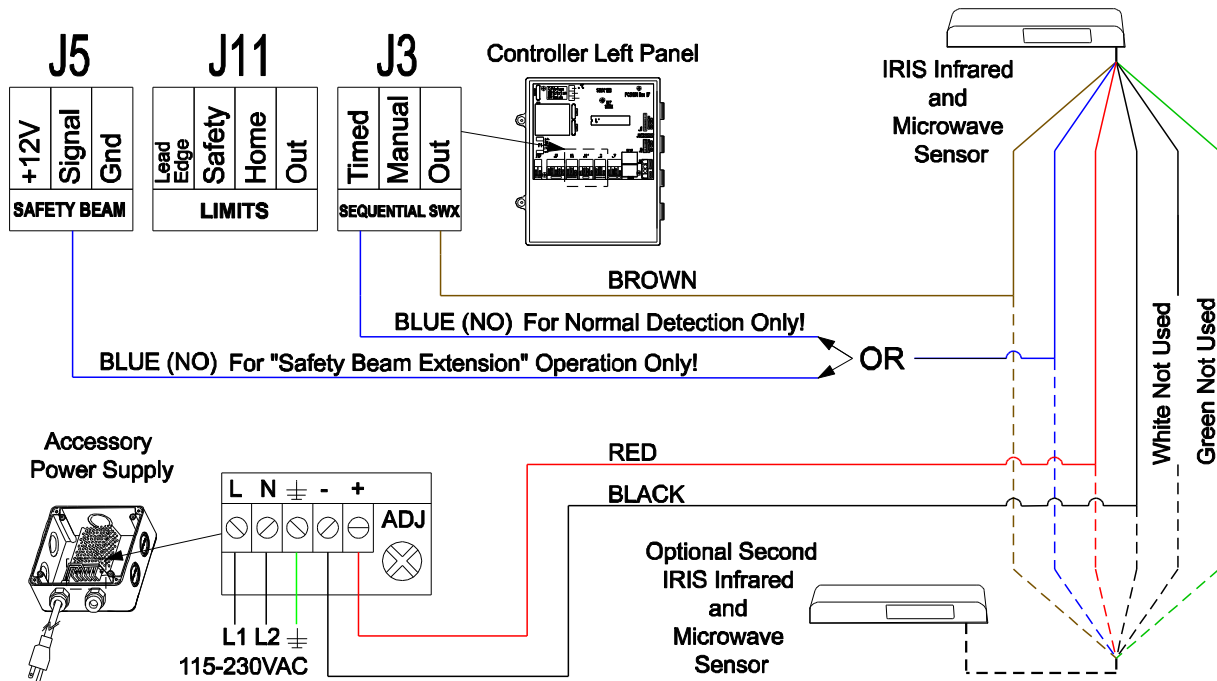 J5
J11
J3
Controller Left Panel
IRIS Infrared
and
Microwave
Sensor
+12V
Signal
Gnd
SAFETY BEAM
Lead
Edge
Safety
Home
Out
LIMITS
Timed
Manual
Out
SEQUENTIAL SWX
BROWN
BLUE (NO) For Normal Detection Only!
BLUE (NO) For "Safety Beam Extension" Operation Only!
OR
White Not Used
Green Not Used
RED
BLACK
Accessory
Power Supply
L N - +
ADJ
L1 L2
115-230VAC
Optional Second
IRIS Infrared
and
Microwave
Sensor